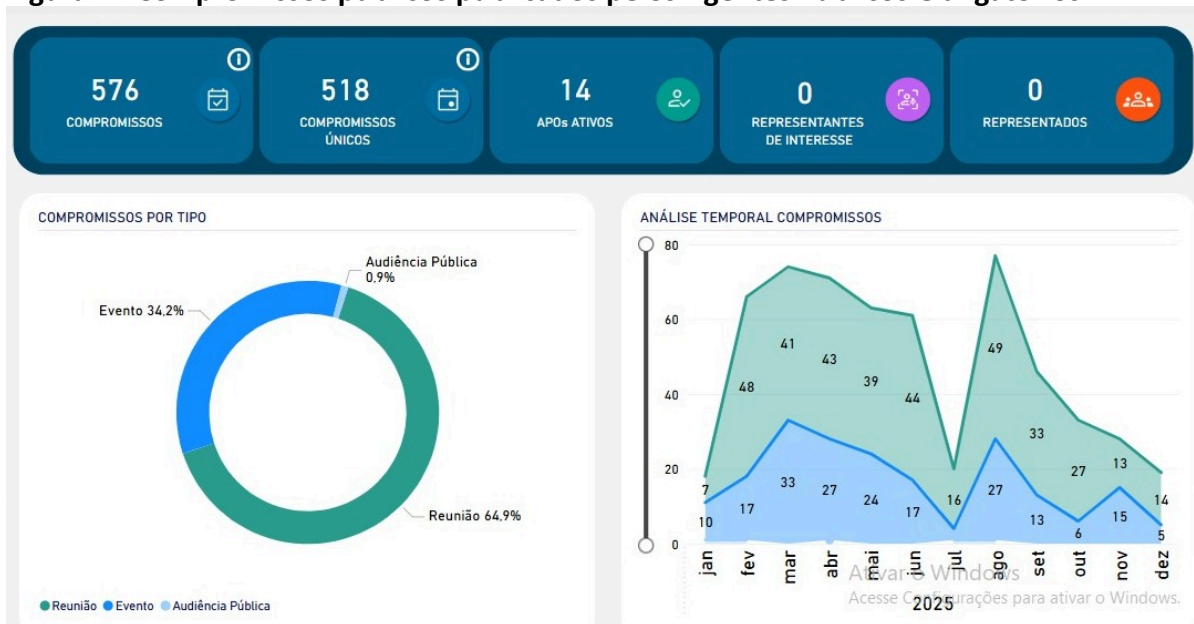 576
COMPROMISSOS
518
COMPROMISSOS
ÚNICOS
14
APOs ATIVOS
0
REPRESENTANTES
DE INTERESSE
0
REPRESENTADOS
COMPROMISSOS POR TIPO
Audiência Pública
0,9%
Evento 34,2%
Reunião 64,9%
Reunião Evento Audiência Pública
ANÁLISE TEMPORAL COMPROMISSOS
80
60
40
20
0
7 48 41 43 39 44 16 49 33 27 13 14
10 17 33 27 24 17 27 13 6 15 5
jan fev mar abr mai jun jul ago set out nov dez
2025
Ativar o Windows
Acesse Configurações para ativar o Windows.